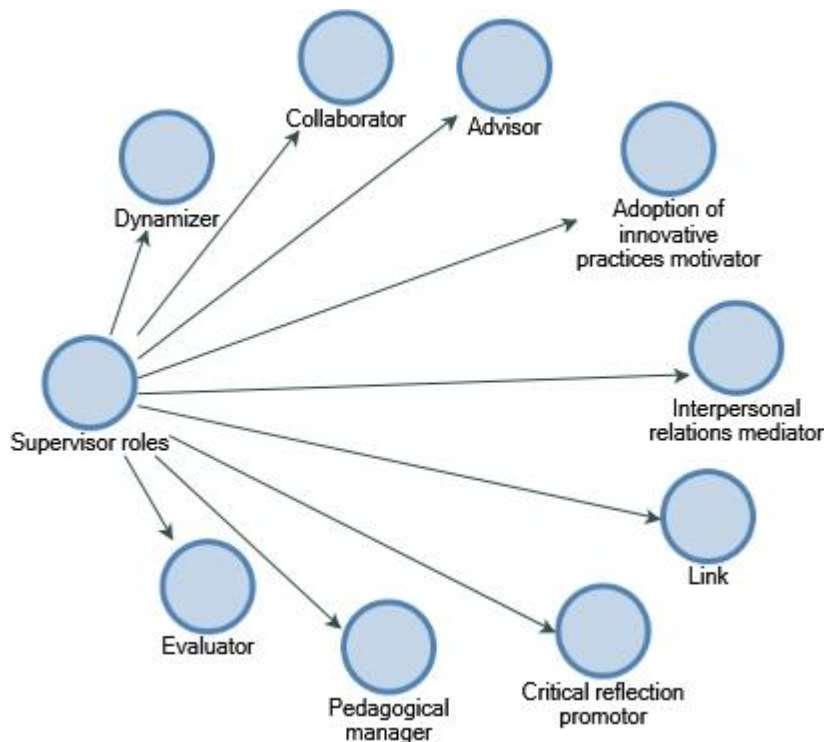 Collaborator
Advisor
Dynamizer
Adoption of
innovative
practices motivator
Interpersonal
relations mediator
Supervisor roles
Link
Evaluator
Critical reflection
promotor
Pedagogical
manager